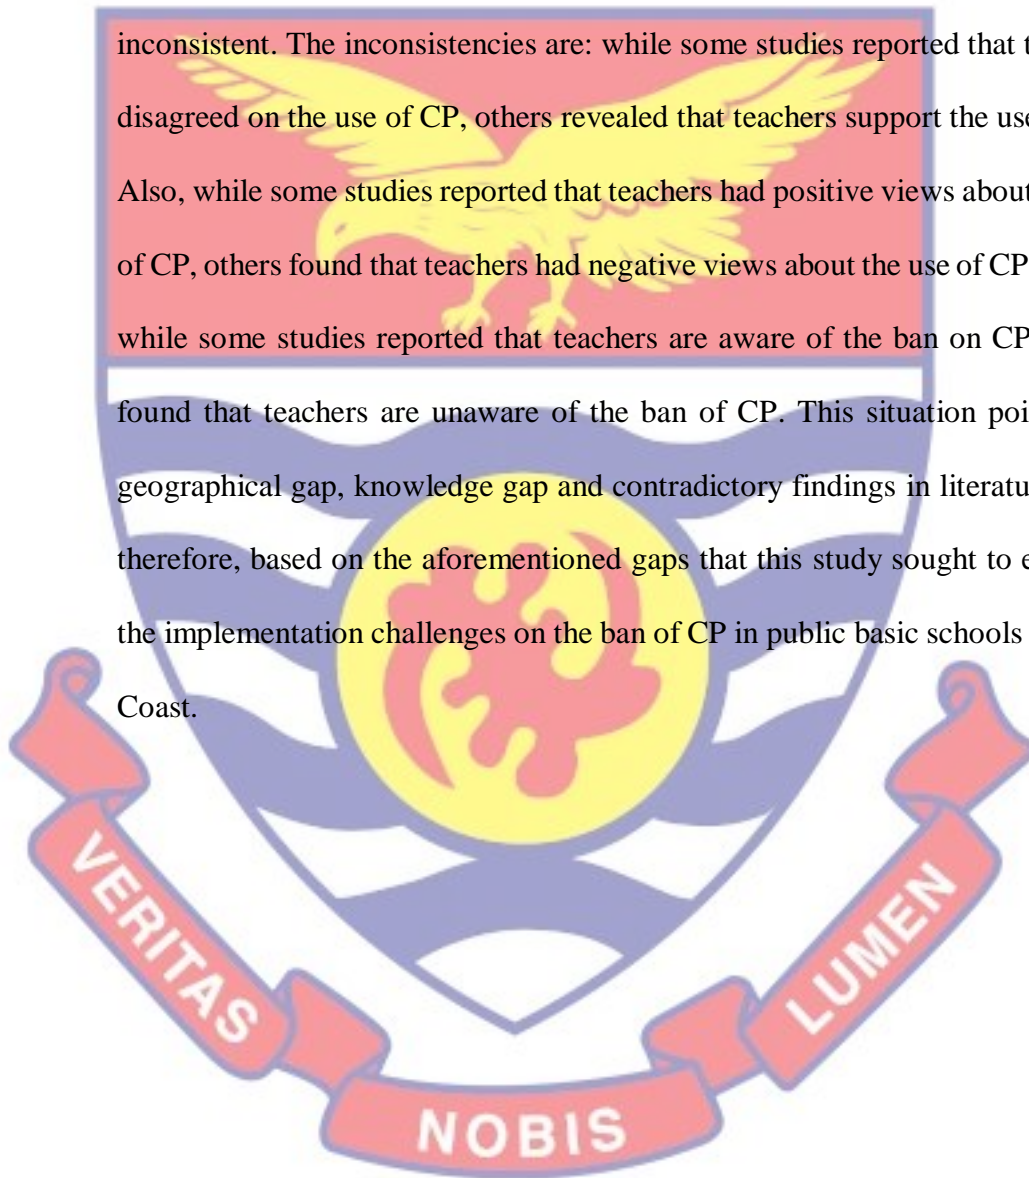 inconsistent. The inconsistencies are: while some studies reported that t
disagreed on the use of CP, others revealed that teachers support the use
Also, while some studies reported that teachers had positive views about
of CP, others found that teachers had negative views about the use of CP
while some studies reported that teachers are aware of the ban on CP
found that teachers are unaware of the ban of CP. This situation poi
geographical gap, knowledge gap and contradictory findings in literatu
therefore, based on the aforementioned gaps that this study sought to e
the implementation challenges on the ban of CP in public basic schools
Coast.
VERITAS
NOBIS
LUMEN